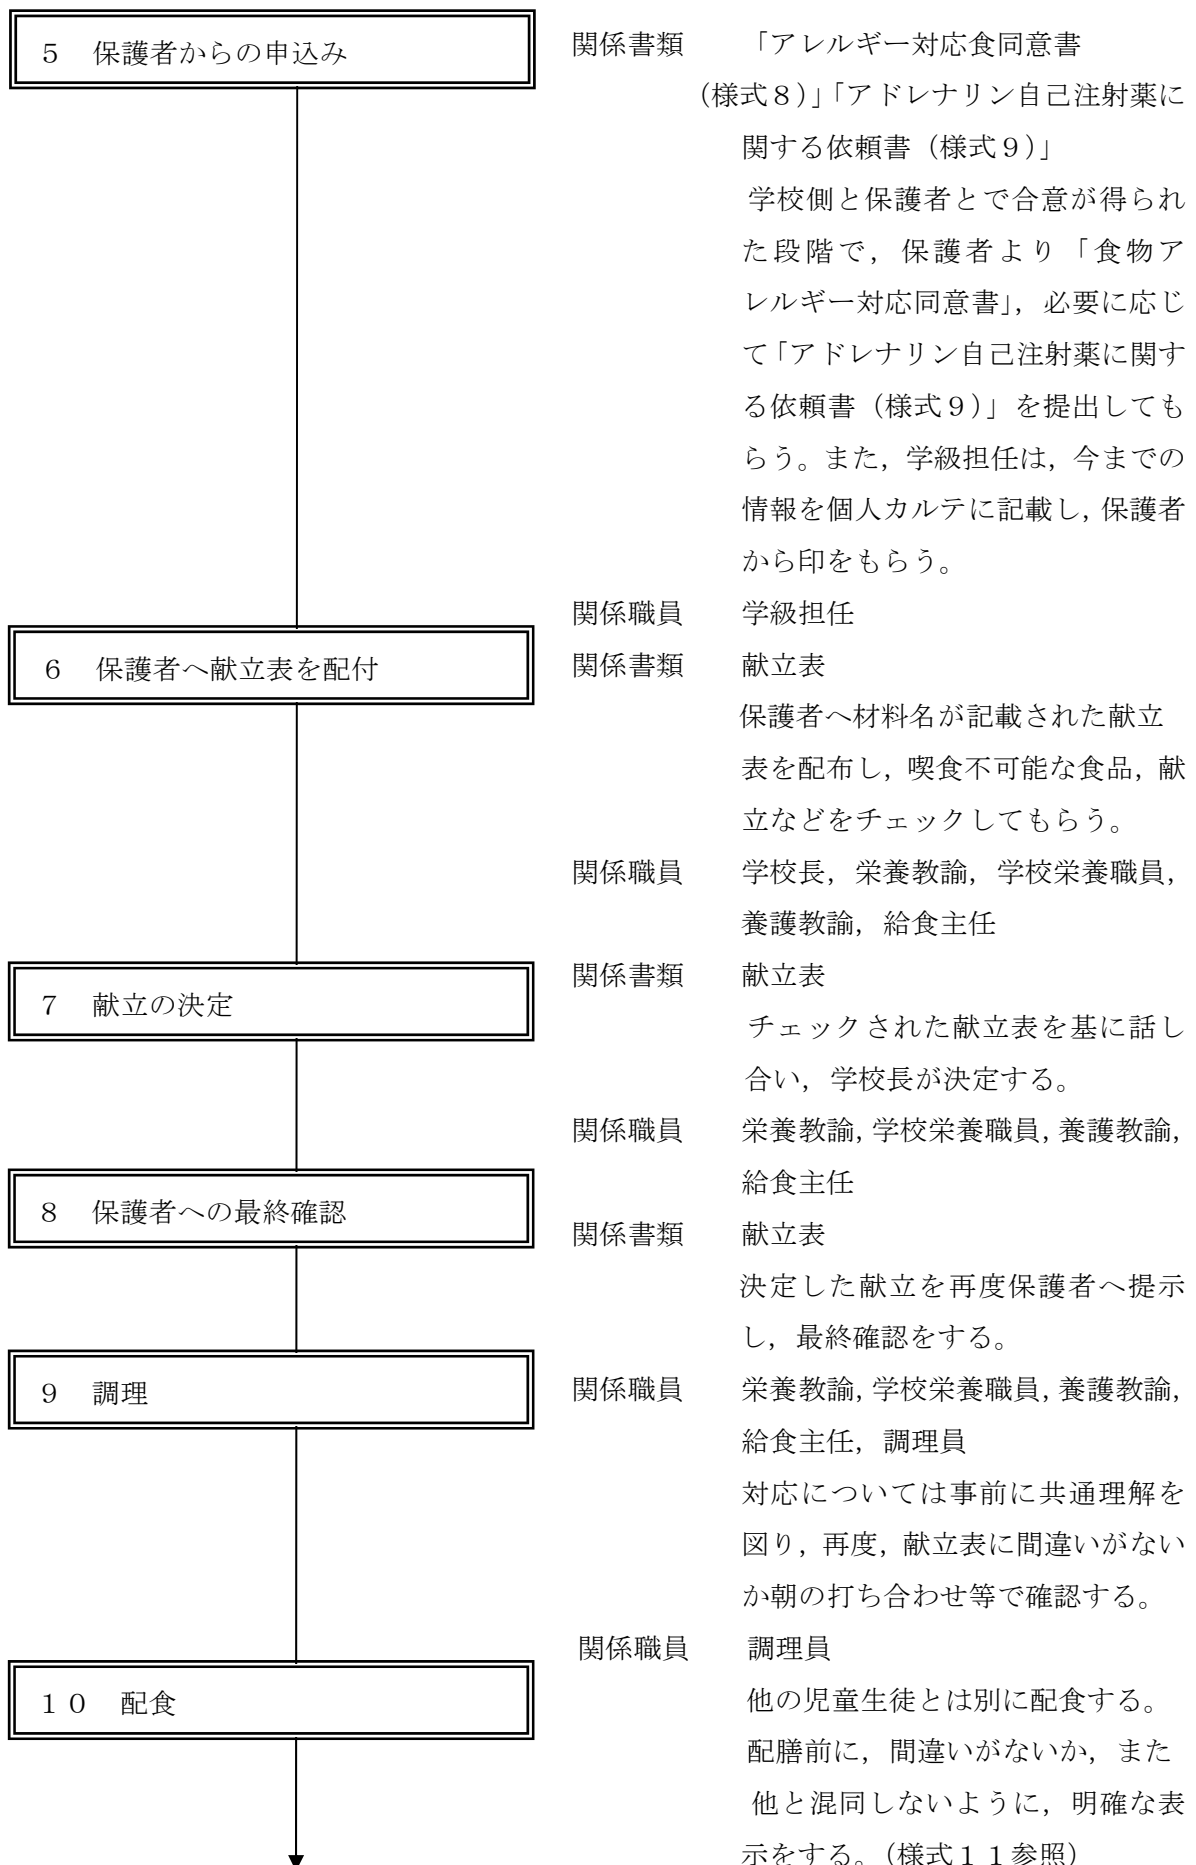 ５　保護者からの申込み
関係書類　「アレルギー対応食同意書
（様式８）」「アドレナリン自己注射薬に
関する依頼書（様式９）」
学校側と保護者とで合意が得られ
た段階で，保護者より「食物ア
レルギー対応同意書」，必要に応じ
て「アドレナリン自己注射薬に関す
る依頼書（様式９）」を提出しても
らう。また，学級担任は，今までの
情報を個人カルテに記載し，保護者
から印をもらう。
関係職員　学級担任
６　保護者へ献立表を配付
関係書類　献立表
保護者へ材料名が記載された献立
表を配布し，喫食不可能な食品，献
立などをチェックしてもらう。
関係職員　学校長，栄養教諭，学校栄養職員，
養護教諭，給食主任
７　献立の決定
関係書類　献立表
チェックされた献立表を基に話し
合い，学校長が決定する。
関係職員　栄養教諭，学校栄養職員，養護教諭，
給食主任
８　保護者への最終確認
関係書類　献立表
決定した献立を再度保護者へ提示
し，最終確認をする。
９　調理
関係職員　栄養教諭，学校栄養職員，養護教諭，
給食主任，調理員
対応については事前に共通理解を
図り，再度，献立表に間違いがない
か朝の打ち合わせ等で確認する。
関係職員　調理員
１０　配食
他の児童生徒とは別に配食する。
配膳前に，間違いがないか，また
他と混同しないように，明確な表
示をする。（様式１１参照）